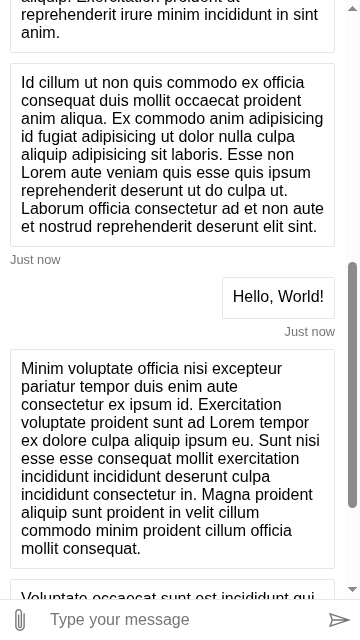 reprehenderit irure minim incididunt in sint
anim.
Id cillum ut non quis commodo ex officia
consequat duis mollit occaecat proident
anim aliqua. Ex commodo anim adipisicing
id fugiat adipisicing ut dolor nulla culpa
aliquip adipisicing sit laboris. Esse non
Lorem aute veniam quis esse quis ipsum
reprehenderit deserunt ut do culpa ut.
Laborum officia consectetur ad et non aute
et nostrud reprehenderit deserunt elit sint.
Just now
Hello, World!
Just now
Minim voluptate officia nisi excepteur
pariatur tempor duis enim aute
consectetur ex ipsum id. Exercitation
voluptate proident sunt ad Lorem tempor
ex dolore culpa aliquip ipsum eu. Sunt nisi
esse esse consequat mollit exercitation
incididunt incididunt deserunt culpa
incididunt consectetur in. Magna proident
aliquip sunt proident in velit cillum
commodo minim proident cillum officia
mollit consequat.
Voluptate occaecat sunt est incididunt qui
Type your message